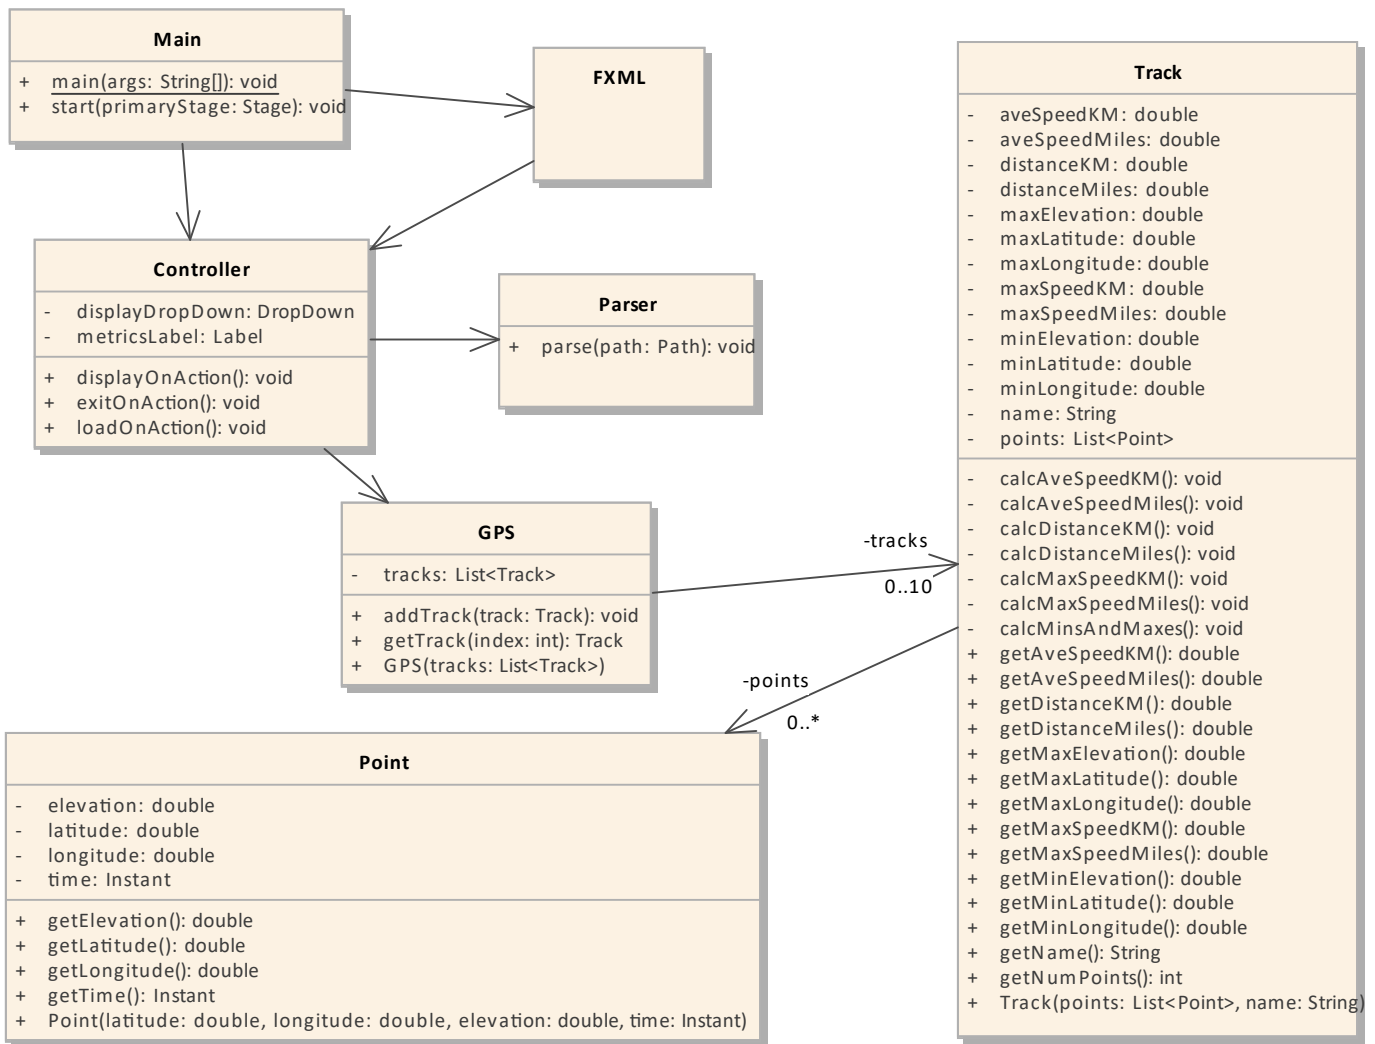 Main
+ main(args: String[]): void
+ start(primaryStage: Stage): void
FXML
Controller
- displayDropDown: DropDown
- metricsLabel: Label
+ displayOnAction(): void
+ exitOnAction(): void
+ loadOnAction(): void
Parser
+ parse(path: Path): void
GPS
- tracks: List<Track>
+ addTrack(track: Track): void
+ getTrack(index: int): Track
+ GPS(tracks: List<Track>)
-tracks
0..10
Track
- aveSpeedKM: double
- aveSpeedMiles: double
- distanceKM: double
- distanceMiles: double
- maxElevation: double
- maxLatitude: double
- maxLongitude: double
- maxSpeedKM: double
- maxSpeedMiles: double
- minElevation: double
- minLatitude: double
- minLongitude: double
- name: String
- points: List<Point>
- calcAveSpeedKM(): void
- calcAveSpeedMiles(): void
- calcDistanceKM(): void
- calcDistanceMiles(): void
- calcMaxSpeedKM(): void
- calcMaxSpeedMiles(): void
- calcMinsAndMaxes(): void
+ getAveSpeedKM(): double
+ getAveSpeedMiles(): double
+ getDistanceKM(): double
+ getDistanceMiles(): double
+ getMaxElevation(): double
+ getMaxLatitude(): double
+ getMaxLongitude(): double
+ getMaxSpeedKM(): double
+ getMaxSpeedMiles(): double
+ getMinElevation(): double
+ getMinLatitude(): double
+ getMinLongitude(): double
+ getName(): String
+ getNumPoints(): int
+ Track(points: List<Point>, name: String)
-points
0..*
Point
- elevation: double
- latitude: double
- longitude: double
- time: Instant
+ getElevation(): double
+ getLatitude(): double
+ getLongitude(): double
+ getTime(): Instant
+ Point(latitude: double, longitude: double, elevation: double, time: Instant)